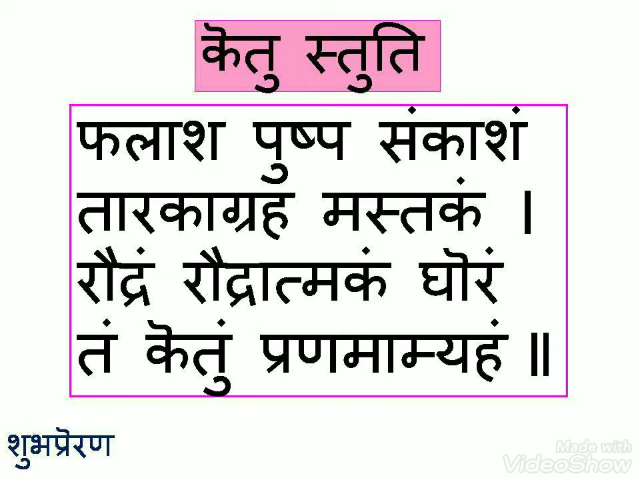 कॆतु स्तुति
फलाश पुष्प संकाशं
तारकाग्रह मस्तकं ।
रौद्रं रौद्रात्मकं घॊरं
तं कॆतुं प्रणमाम्यहं ॥
शुभप्रॆरण
Made with
VideoShow